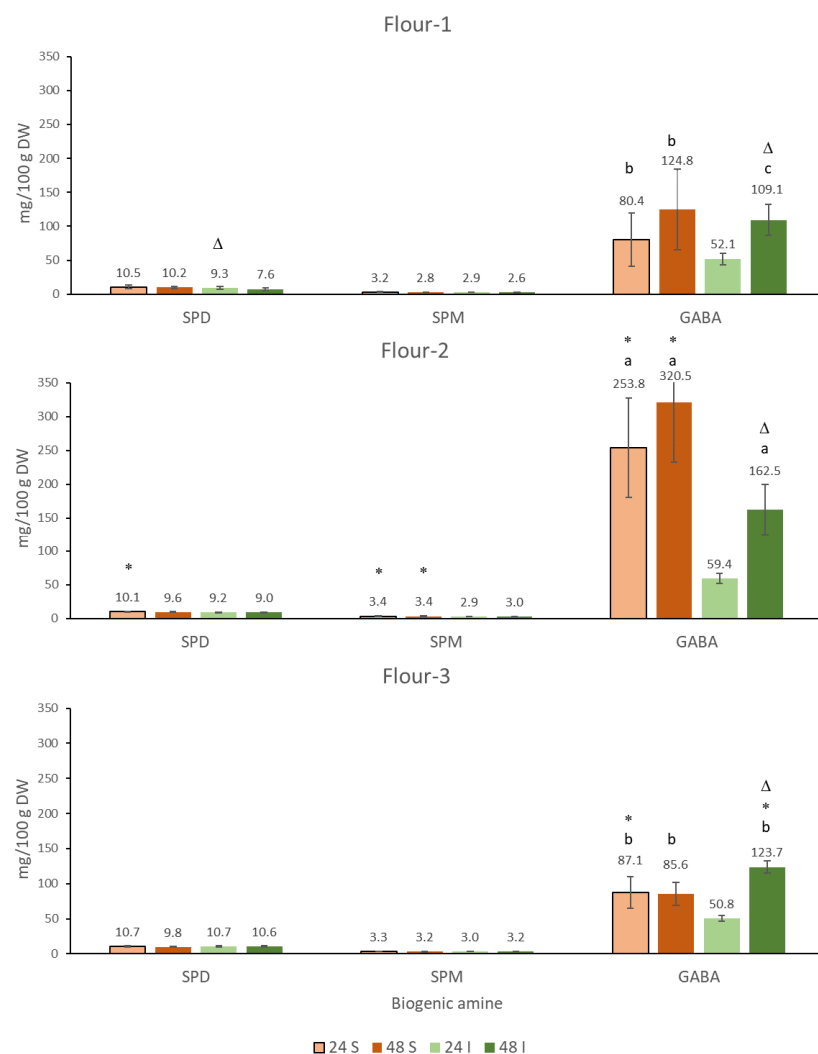 Flour-1
350
300
250
200
150
100
50
0
mg/100 g DW
Δ
10.5 10.2 9.3 7.6
3.2 2.8 2.9 2.6
b b Δ
c
80.4 124.8 52.1 109.1
SPD SPM GABA
Flour-2
350
300
250
200
150
100
50
0
mg/100 g DW
*
10.1 9.6 9.2 9.0
* *
3.4 3.4 2.9 3.0
* * Δ
a a a
253.8 320.5 59.4 162.5
SPD SPM GABA
Flour-3
350
300
250
200
150
100
50
0
mg/100 g DW
10.7 9.8 10.7 10.6
3.3 3.2 3.0 3.2
Δ
* *
b b b
87.1 85.6 50.8 123.7
SPD SPM GABA
Biogenic amine
24 S 48 S 24 I 48 I